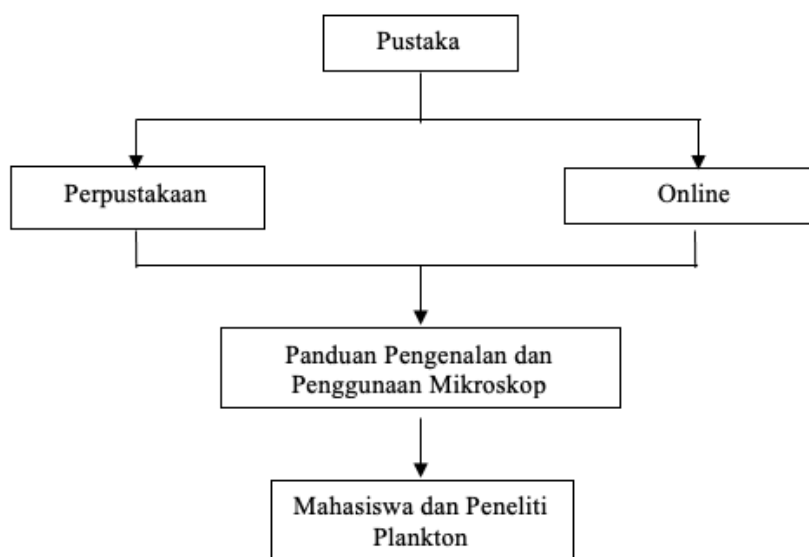 Pustaka
Perpustakaan
Online
Panduan Pengenalan dan
Penggunaan Mikroskop
Mahasiswa dan Peneliti
Plankton